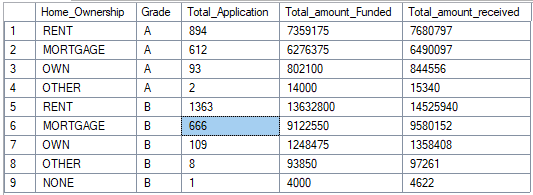 Home_Ownership Grade Total_Application Total_amount_Funded Total_amount_received
1 RENT A 894 7359175 7680797
2 MORTGAGE A 612 6276375 6490097
3 OWN A 93 802100 844556
4 OTHER A 2 14000 15340
5 RENT B 1363 13632800 14525940
6 MORTGAGE B 666 9122550 9580152
7 OWN B 109 1248475 1358408
8 OTHER B 8 93850 97261
9 NONE B 1 4000 4622